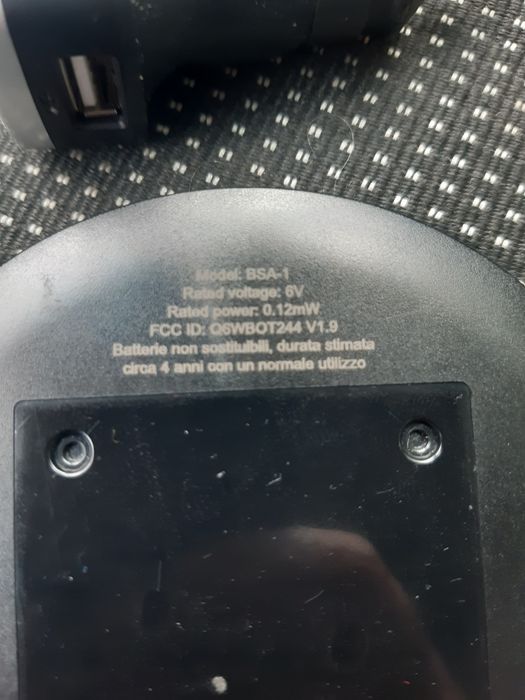 Model: BSA-1
Rated voltage: 6V
Rated power: 0.12mW
FCC ID: O6WBOT244 V1.9
Batterie non sostituibili, durata stimata
circa 4 anni con un normale utilizzo